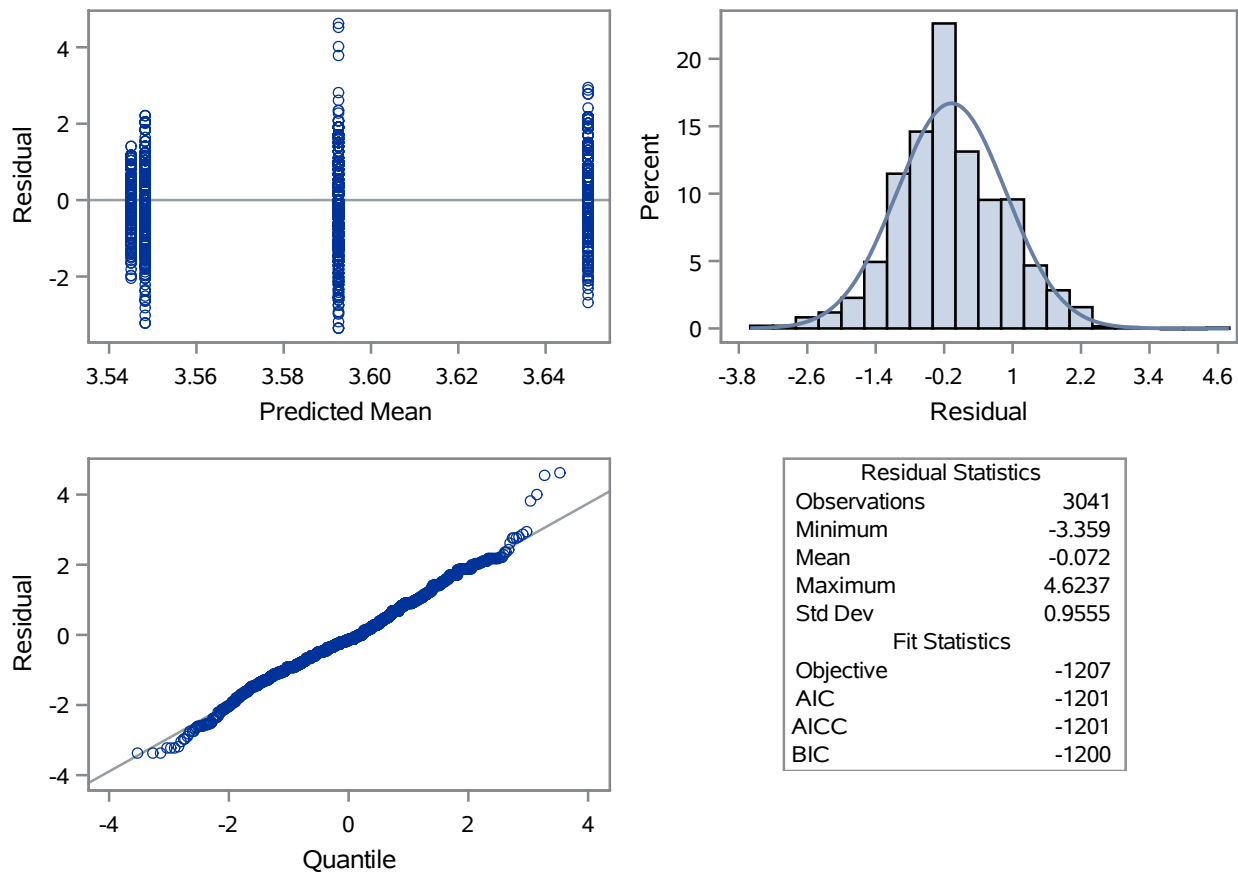 4
2
0
-2
Residual
3.54 3.56 3.58 3.60 3.62 3.64
Predicted Mean
20
15
10
5
0
Percent
-3.8 -2.6 -1.4 -0.2 1 2.2 3.4 4.6
Residual
4
2
0
-2
-4
Residual
-4 -2 0 2 4
Quantile
Residual Statistics
Observations 3041
Minimum -3.359
Mean -0.072
Maximum 4.6237
Std Dev 0.9555
Fit Statistics
Objective -1207
AIC -1201
AICC -1201
BIC -1200